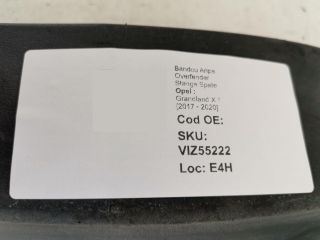 Bandou Aripa
Overfender
Stanga Spate
Opel :
Grandland X *
[2017 - 2020]
Cod OE:
SKU:
VIZ55222
Loc: E4H